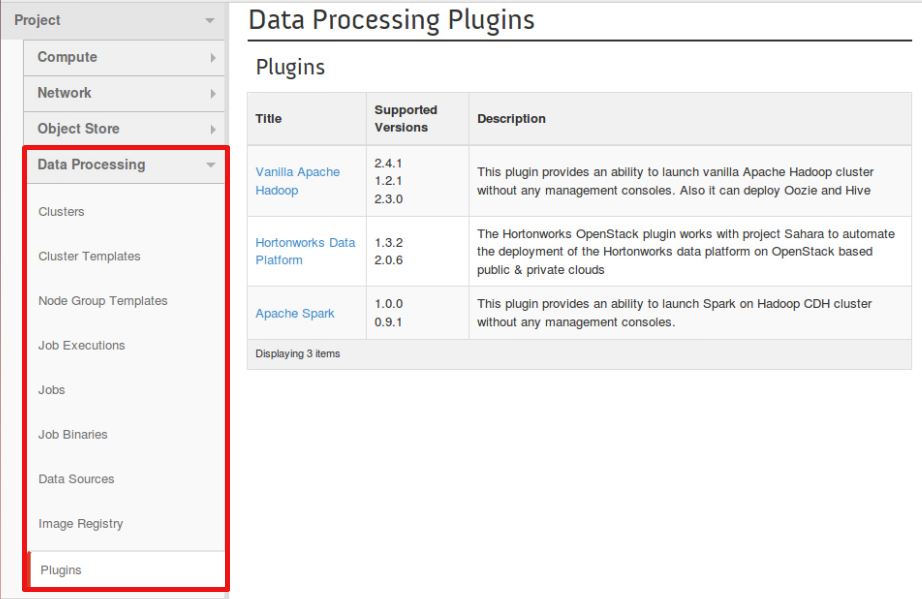 Project
Compute
Network
Object Store
Data Processing
Clusters
Cluster Templates
Node Group Templates
Job Executions
Jobs
Job Binaries
Data Sources
Image Registry
Plugins
Data Processing Plugins
Plugins
Title
Supported
Versions
Description
Vanilla Apache
Hadoop
2.4.1
1.2.1
2.3.0
This plugin provides an ability to launch vanilla Apache Hadoop cluster
without any management consoles. Also it can deploy Oozie and Hive
Hortonworks Data
Platform
1.3.2
2.0.6
The Hortonworks OpenStack plugin works with project Sahara to automate
the deployment of the Hortonworks data platform on OpenStack based
public & private clouds
Apache Spark
1.0.0
0.9.1
This plugin provides an ability to launch Spark on Hadoop CDH cluster
without any management consoles.
Displaying 3 items